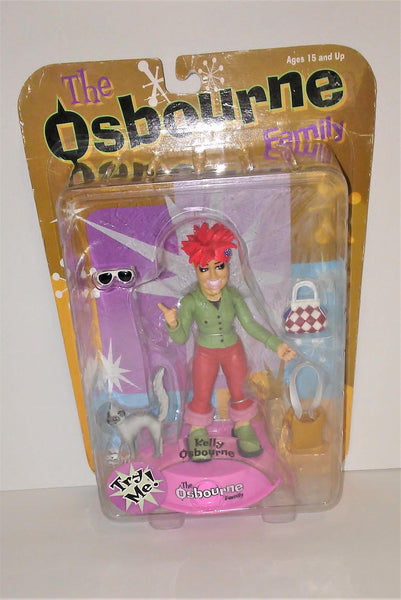 Ages 15 and Up
The
Osbourne
Family
Kelly
Osbourne
Try
Me!
The
Osbourne
Family